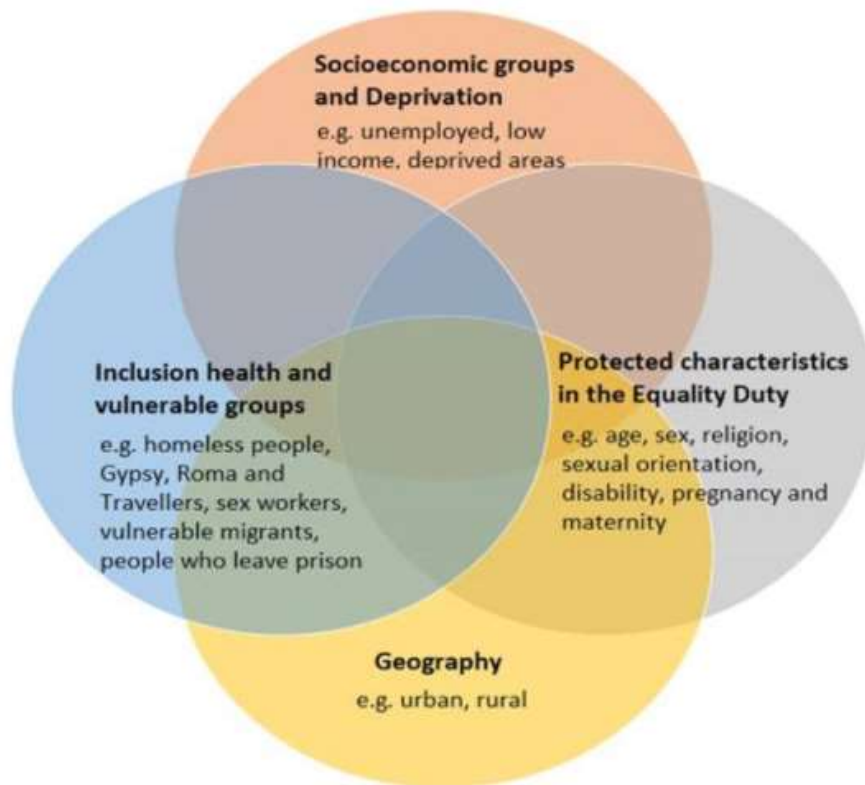 Socioeconomic groups
and Deprivation
e.g. unemployed, low
income, deprived areas
Inclusion health and
vulnerable groups
e.g. homeless people,
Gypsy, Roma and
Travellers, sex workers,
vulnerable migrants,
people who leave prison
Protected characteristics
in the Equality Duty
e.g. age, sex, religion,
sexual orientation,
disability, pregnancy and
maternity
Geography
e.g. urban, rural